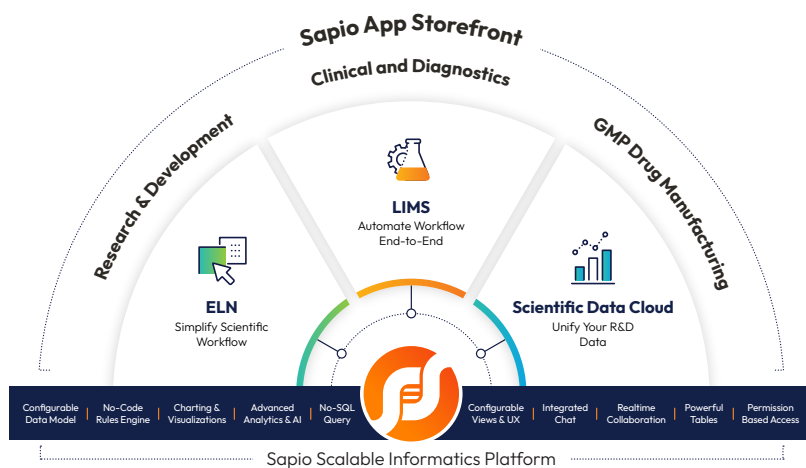 Sapio App Storefront
Clinical and Diagnostics
Research & Development
GMP Drug Manufacturing
LIMS
Automate Workflow
End-to-End
ELN
Simplify Scientific
Workflow
Scientific Data Cloud
Unify Your R&D
Data
Configurable
Data Model
No-Code
Rules Engine
Charting &
Visualizations
Advanced
Analytics & AI
No-SQL
Query
Configurable
Views & UX
Integrated
Chat
Realtime
Collaboration
Powerful
Tables
Permission
Based Access
Sapio Scalable Informatics Platform